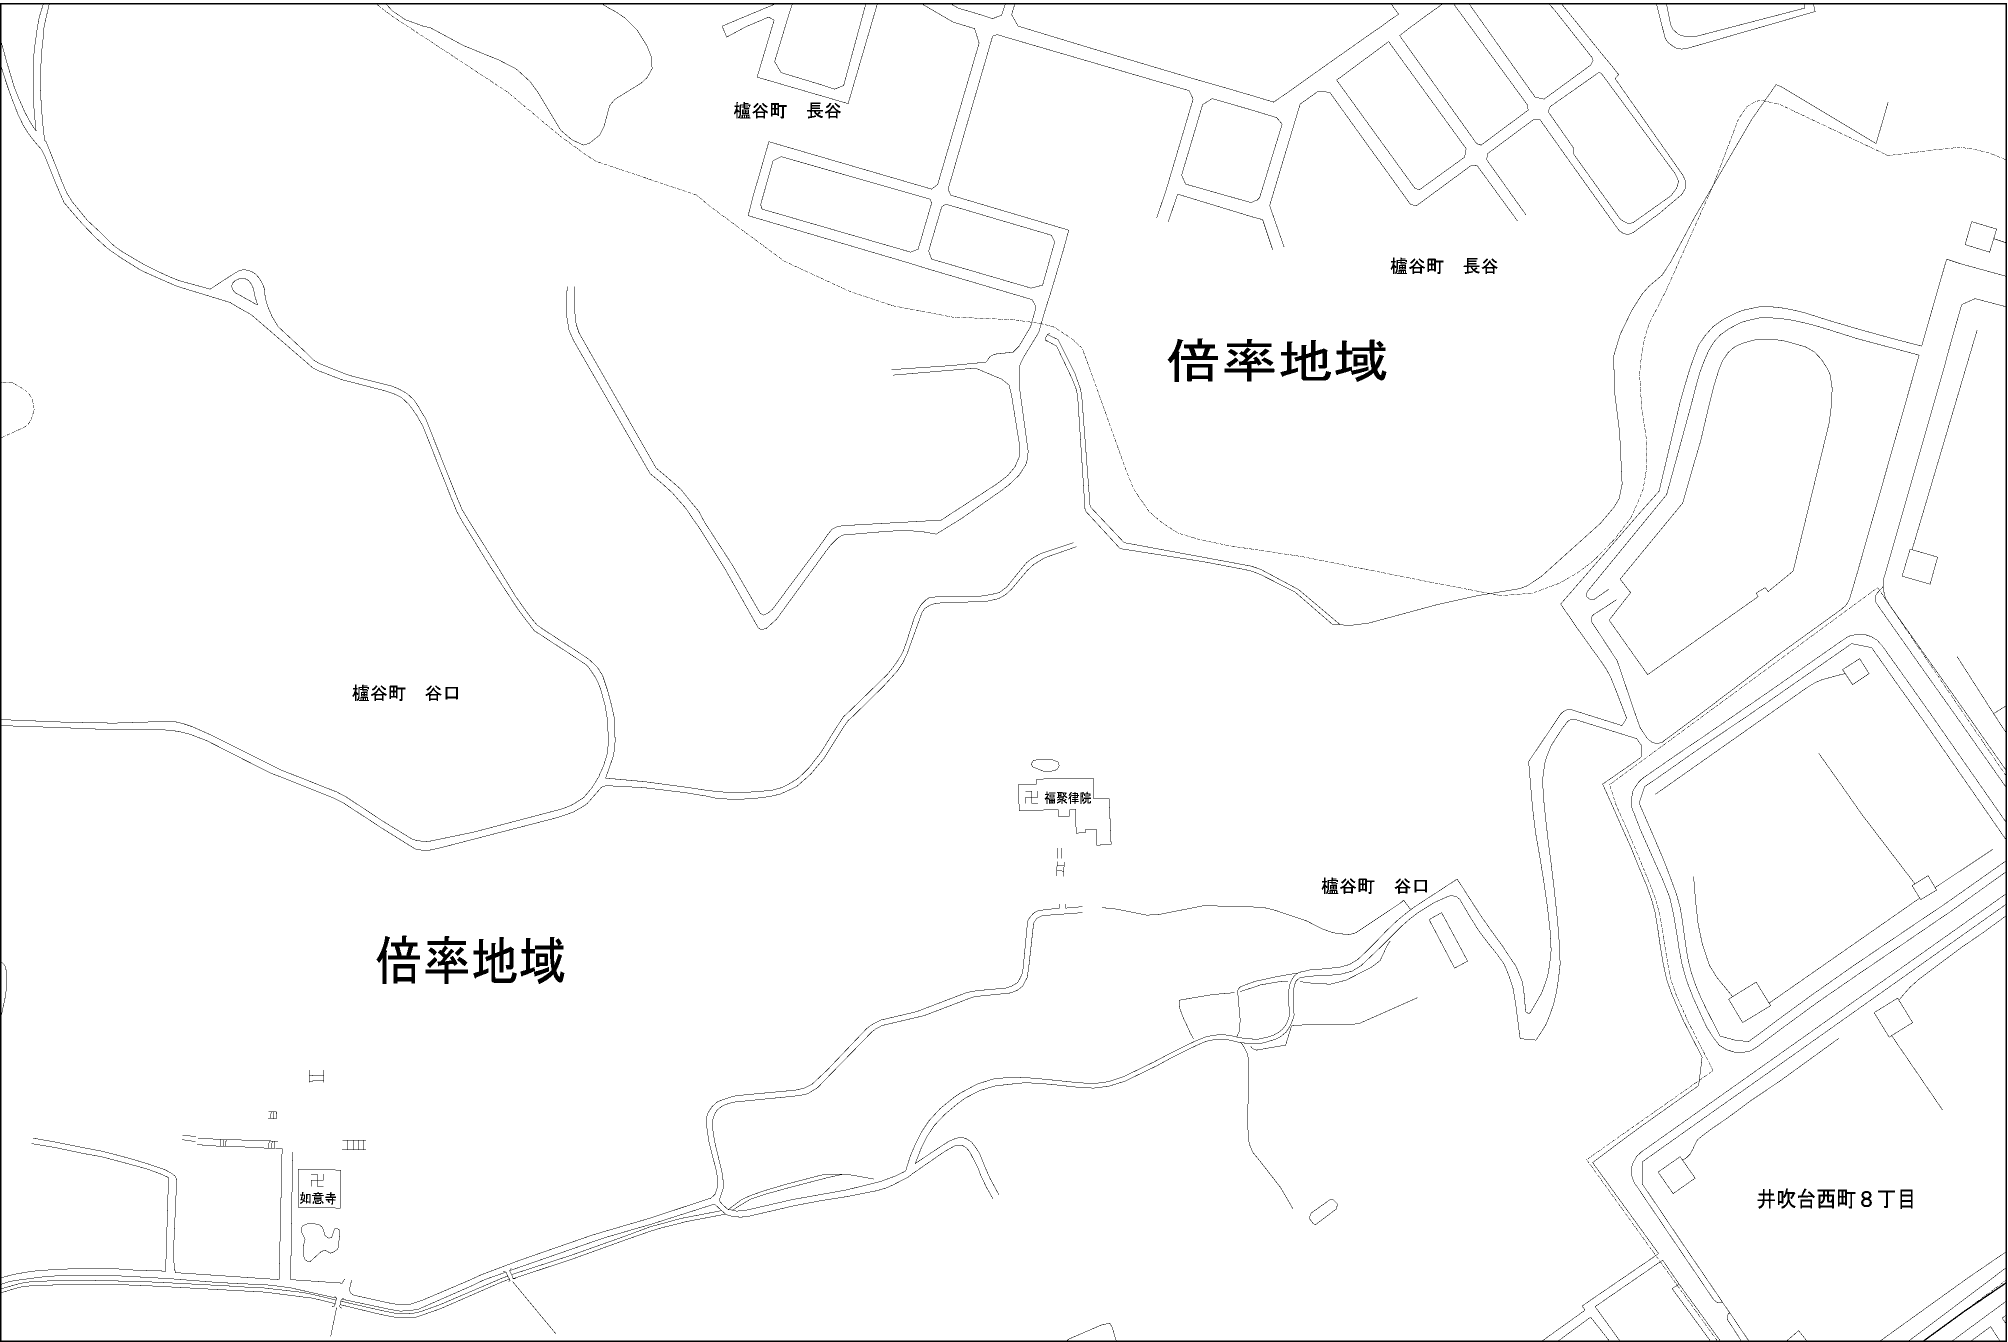 櫨谷町　長谷
櫨谷町　長谷
倍率地域
櫨谷町　谷口
卍 福聚律院
櫨谷町　谷口
倍率地域
卍
如意寺
井吹台西町８丁目